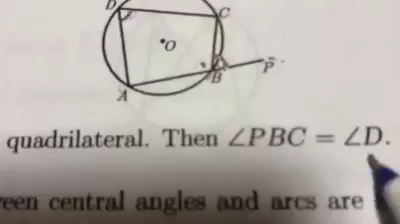 D
C
O
P
B
A
quadrilateral. Then ∠PBC = ∠D.
een central angles and arcs are